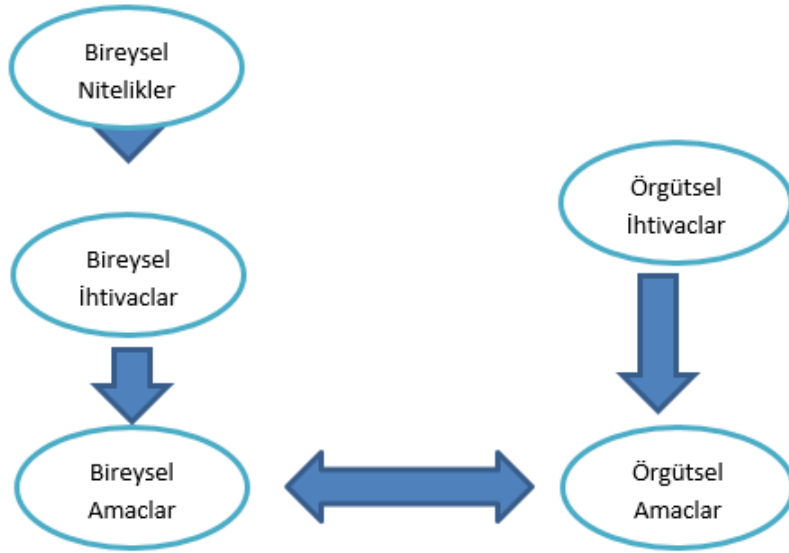 Bireysel
Nitelikler
Örgütsel
İhtivaclar
Bireysel
İhtivaclar
Bireysel
Amaclar
Örgütsel
Amaclar